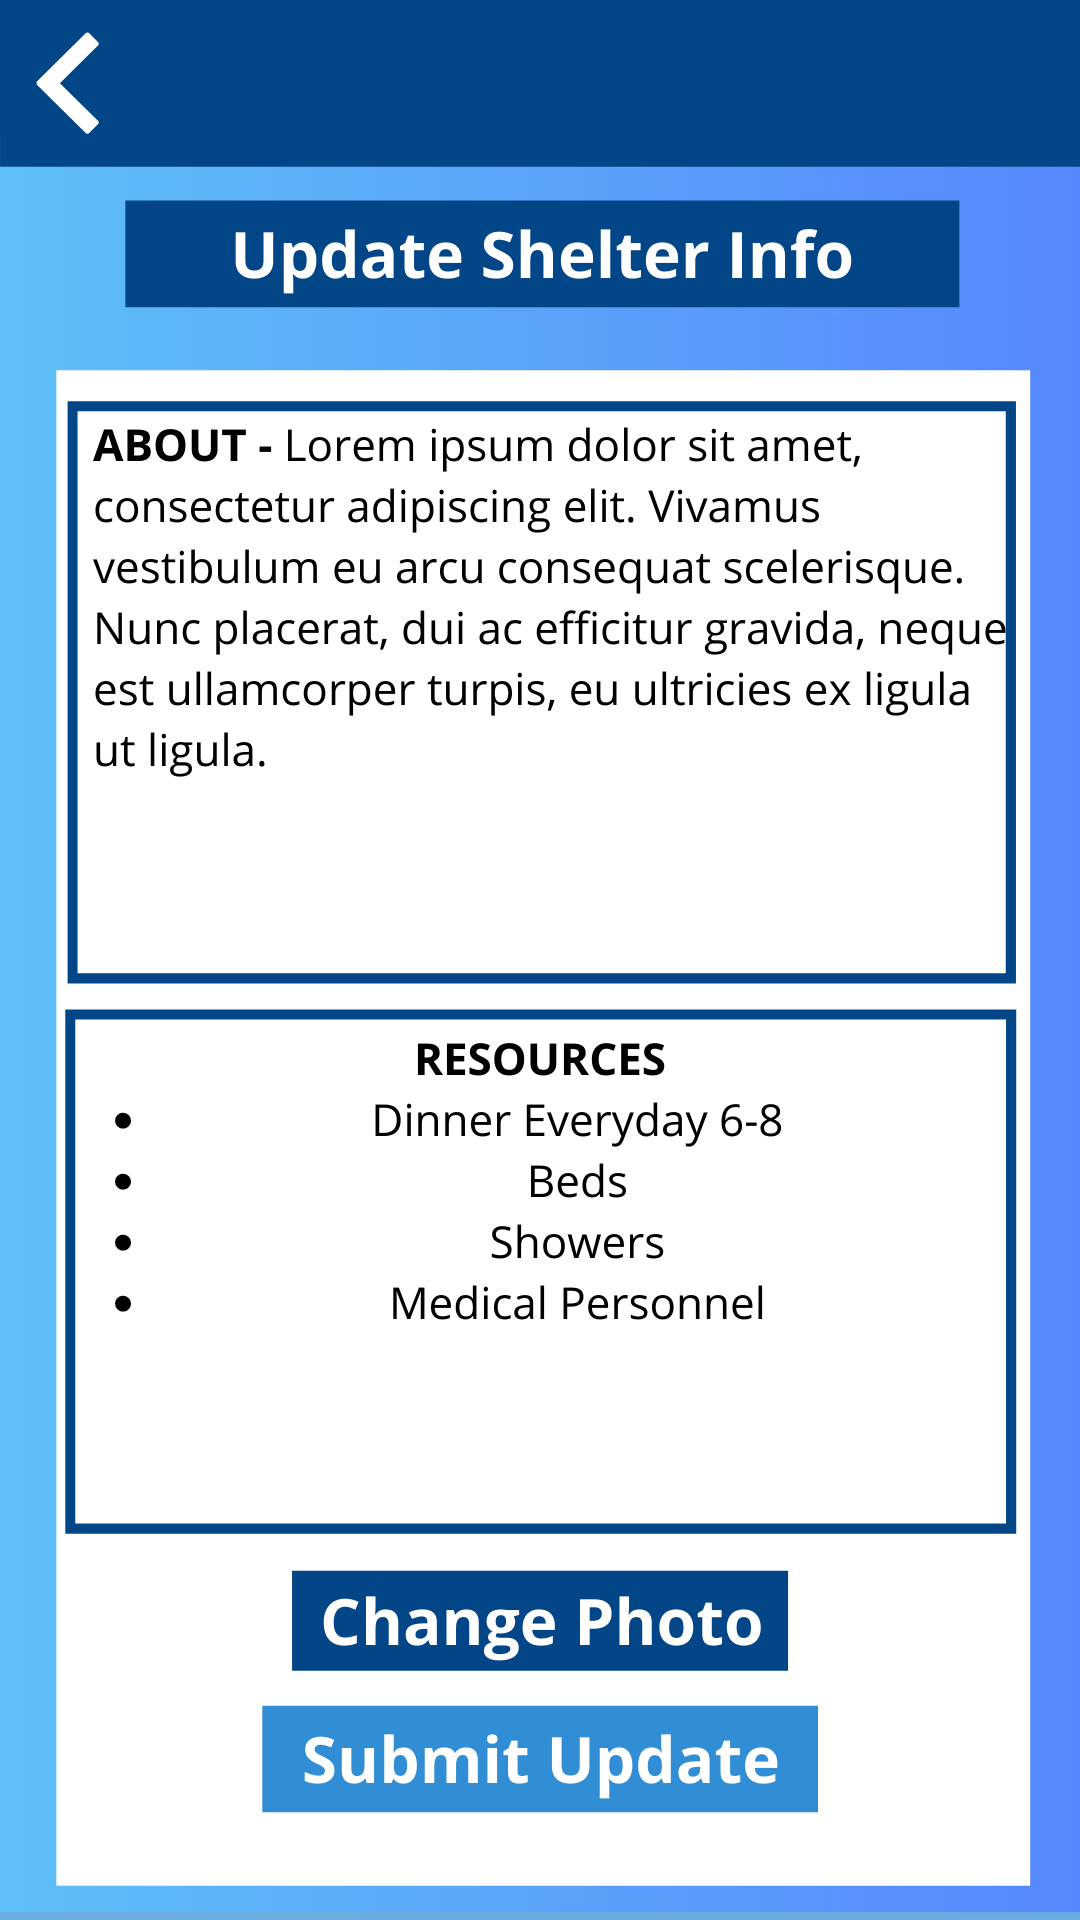 Update Shelter Info
ABOUT - Lorem ipsum dolor sit amet,
consectetur adipiscing elit. Vivamus
vestibulum eu arcu consequat scelerisque.
Nunc placerat, dui ac efficitur gravida, neque
est ullamcorper turpis, eu ultricies ex ligula
ut ligula.
RESOURCES
• Dinner Everyday 6-8
• Beds
• Showers
• Medical Personnel
Change Photo
Submit Update